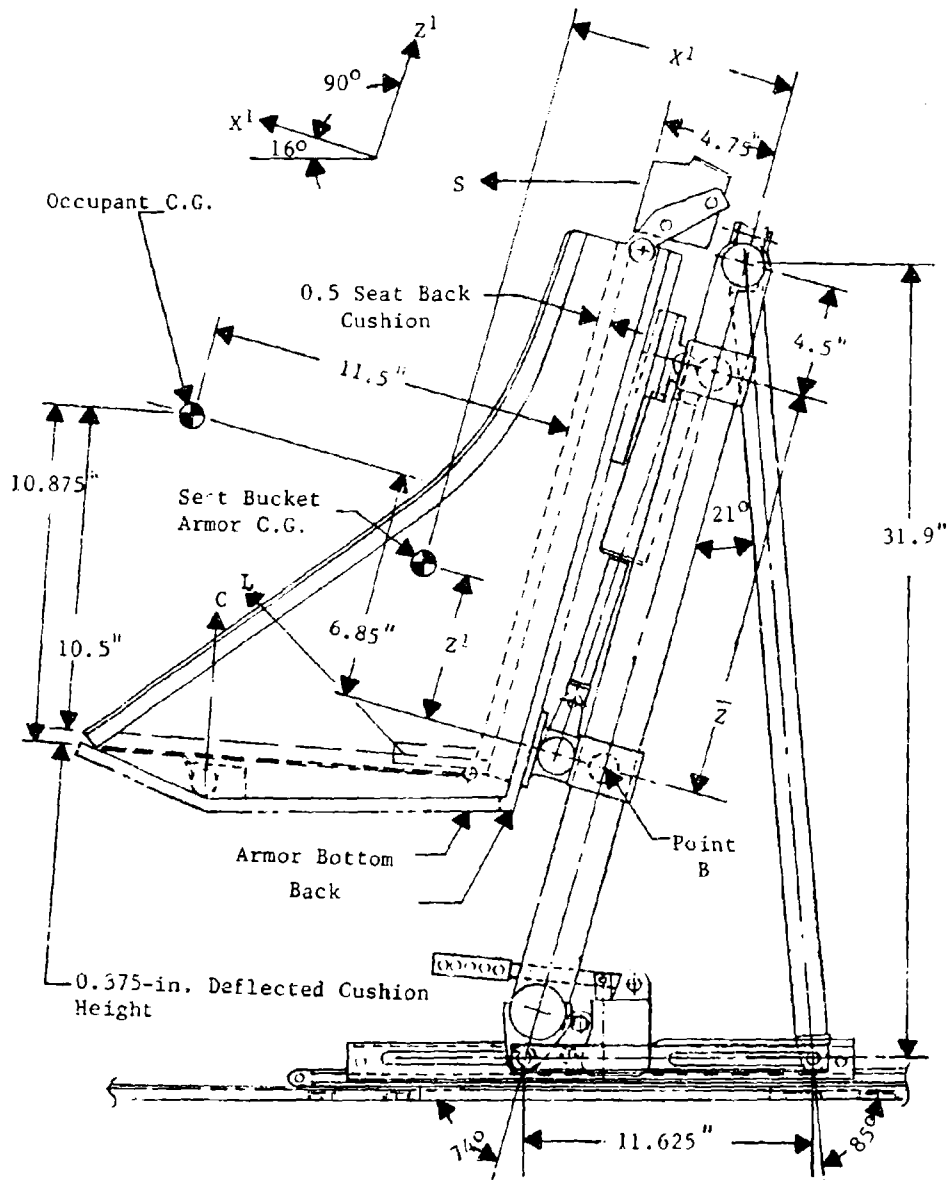 Z¹
X¹
90°
X¹
16°
4.75"
S
Occupant C.G.
0.5 Seat Back
Cushion
4.5"
11.5"
10.875"
Seat Bucket
Armor C.G.
21°
31.9"
L
C
6.85"
Z¹
10.5"
Z̅
Armor Bottom
Back
Point
B
0.375-in. Deflected Cushion
Height
74°
11.625"
85°